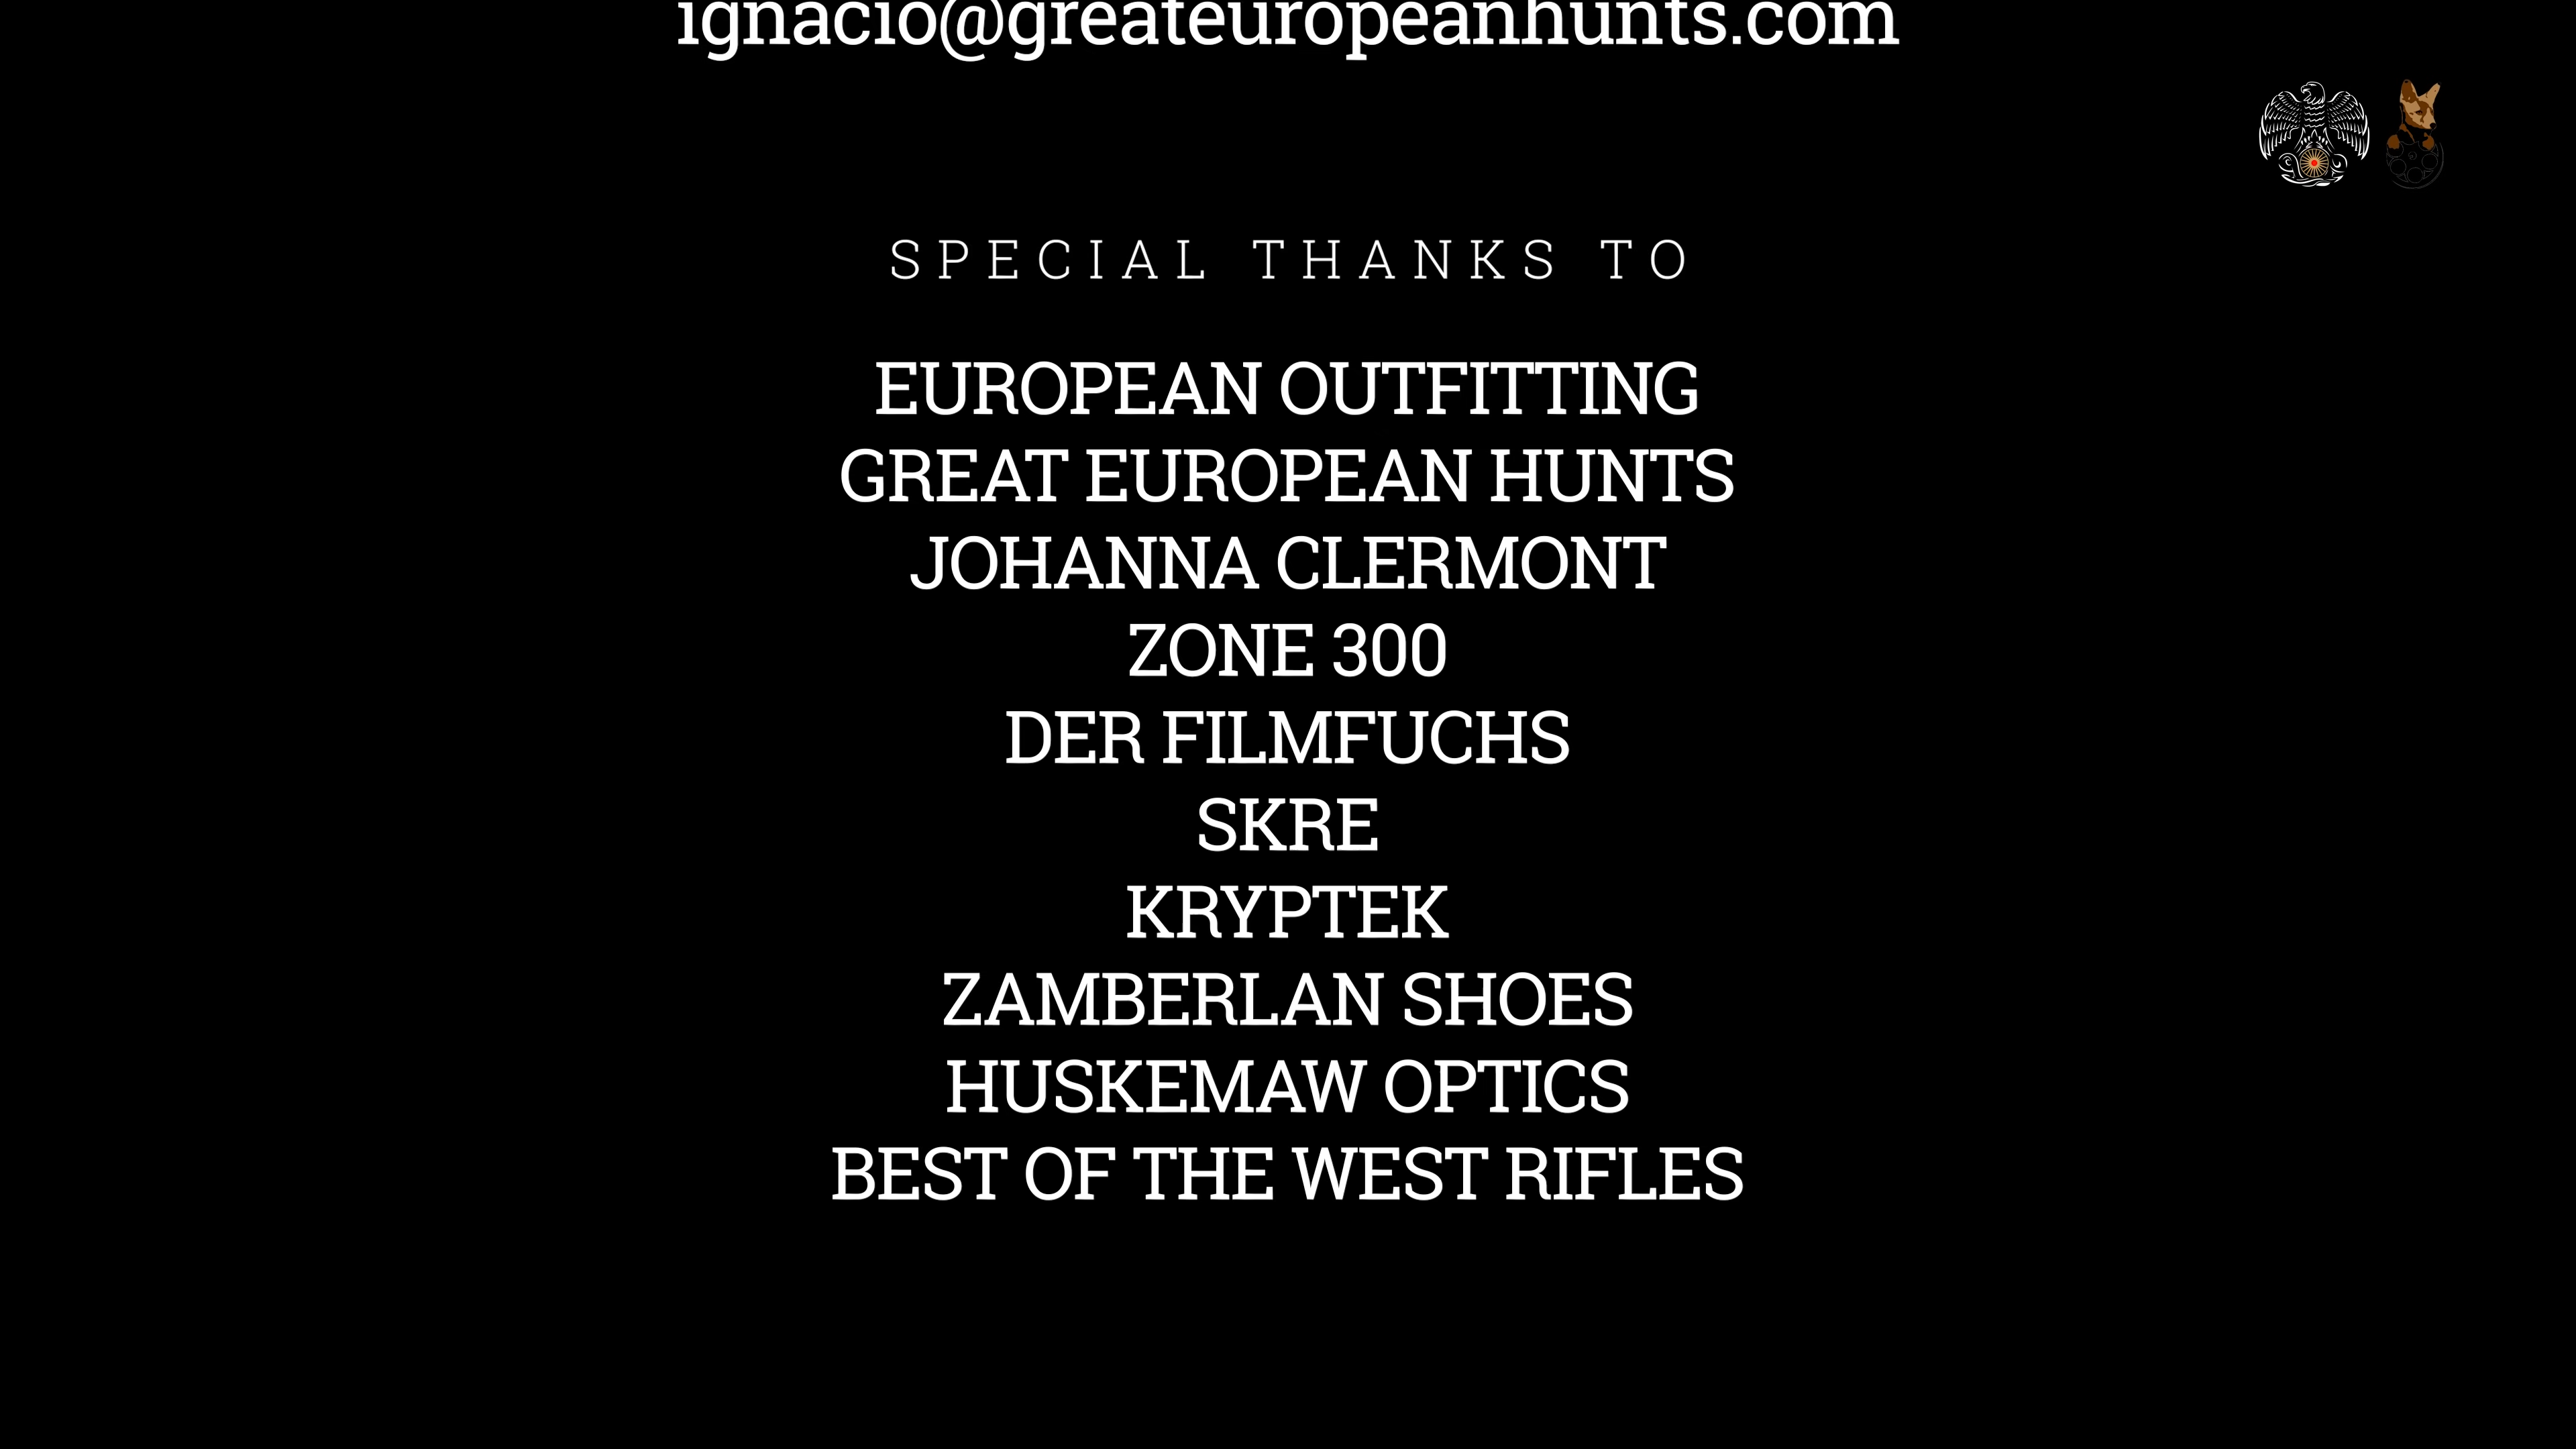 ignacio@greateuropeanhunts.com
SPECIAL THANKS TO
EUROPEAN OUTFITTING
GREAT EUROPEAN HUNTS
JOHANNA CLERMONT
ZONE 300
DER FILMFUCHS
SKRE
KRYPTEK
ZAMBERLAN SHOES
HUSKEMAW OPTICS
BEST OF THE WEST RIFLES